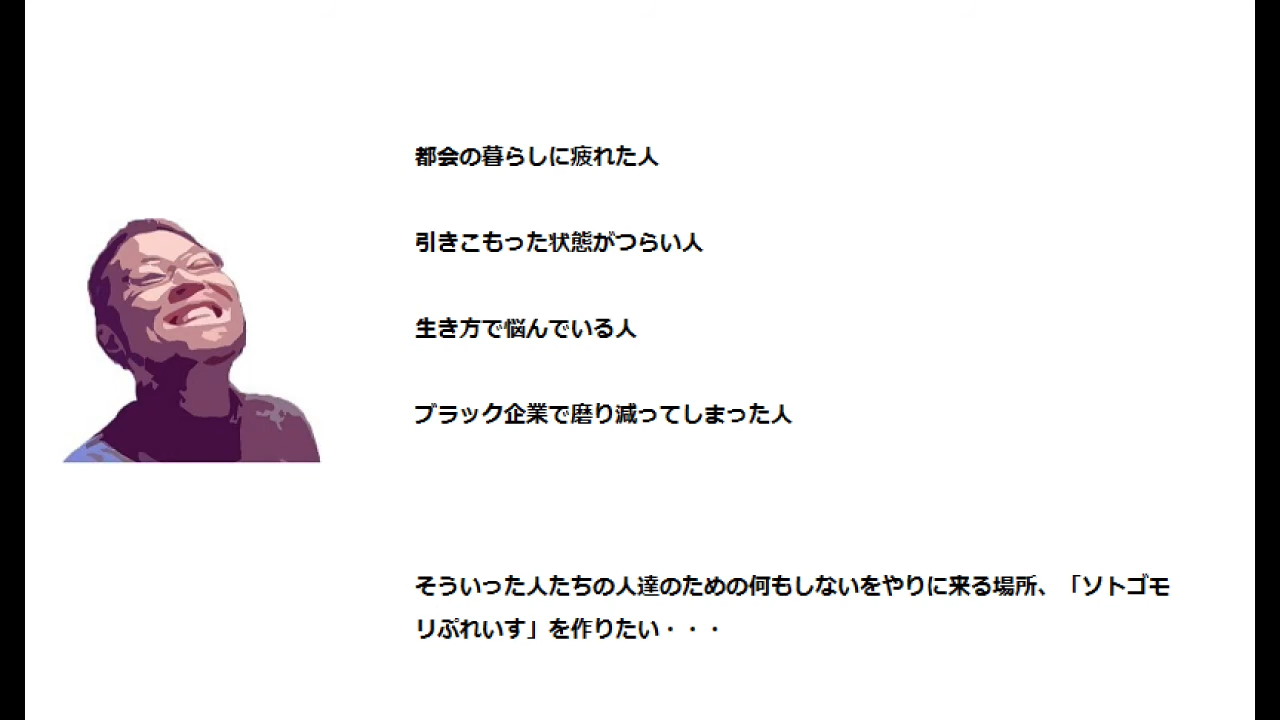 都会の暮らしに疲れた人
引きこもった状態がつらい人
生き方で悩んでいる人
ブラック企業で磨り減ってしまった人
そういった人たちの人達のための何もしないをやりに来る場所、「ソトゴモ
リぷれいす」を作りたい・・・